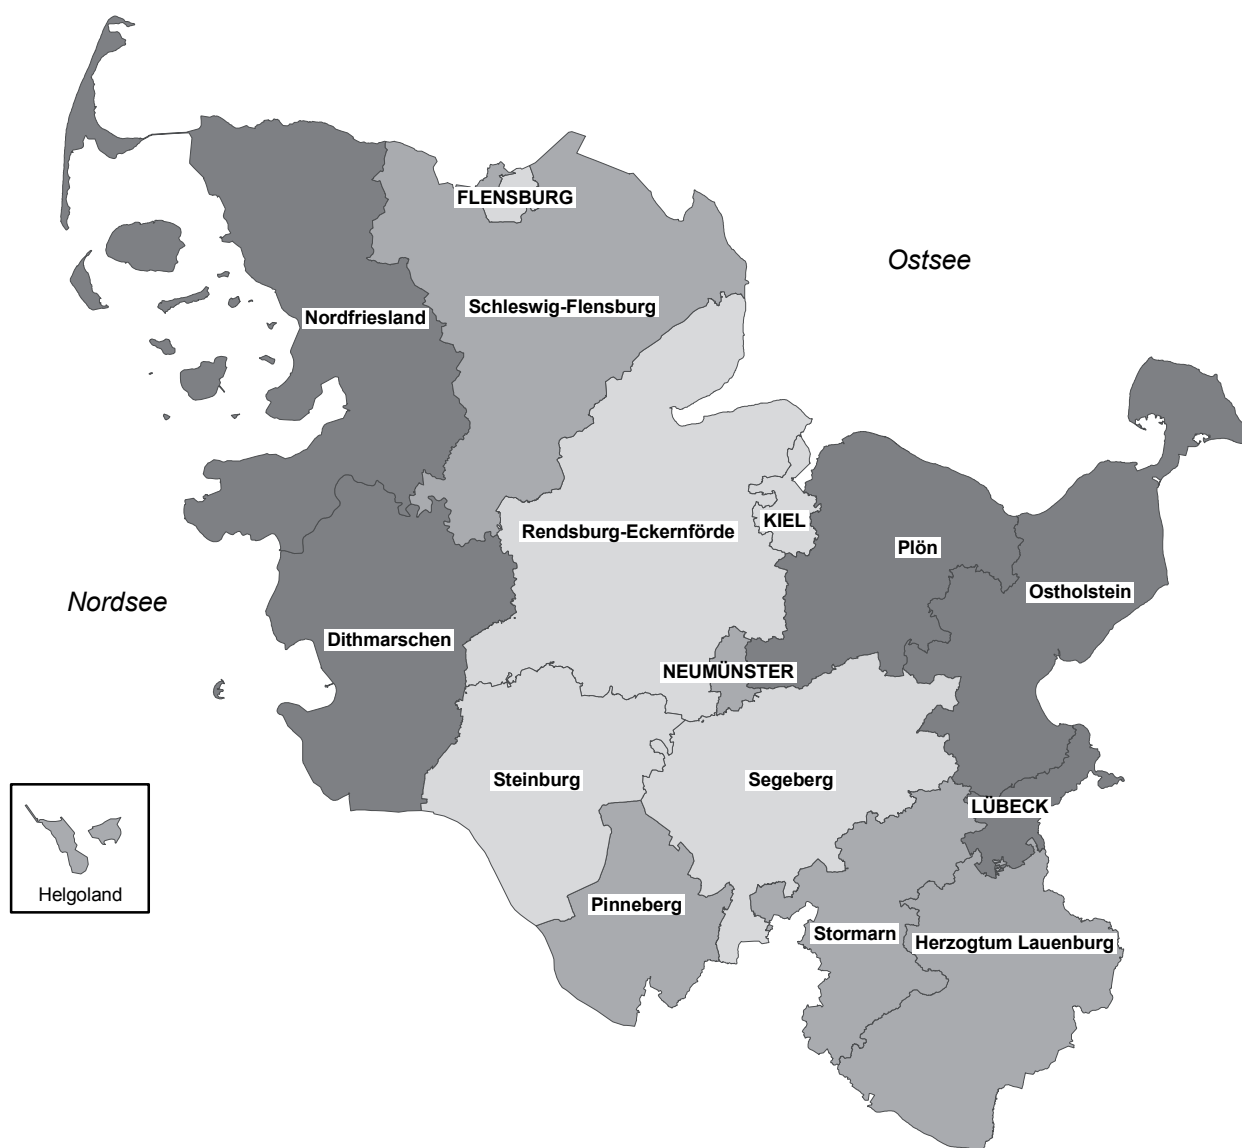 FLENSBURG
Ostsee
Schleswig-Flensburg
Nordfriesland
KIEL
Rendsburg-Eckernförde
Plön
Ostholstein
Nordsee
Dithmarschen
NEUMÜNSTER
Steinburg
Segeberg
LÜBECK
Helgoland
Pinneberg
Stormarn
Herzogtum Lauenburg